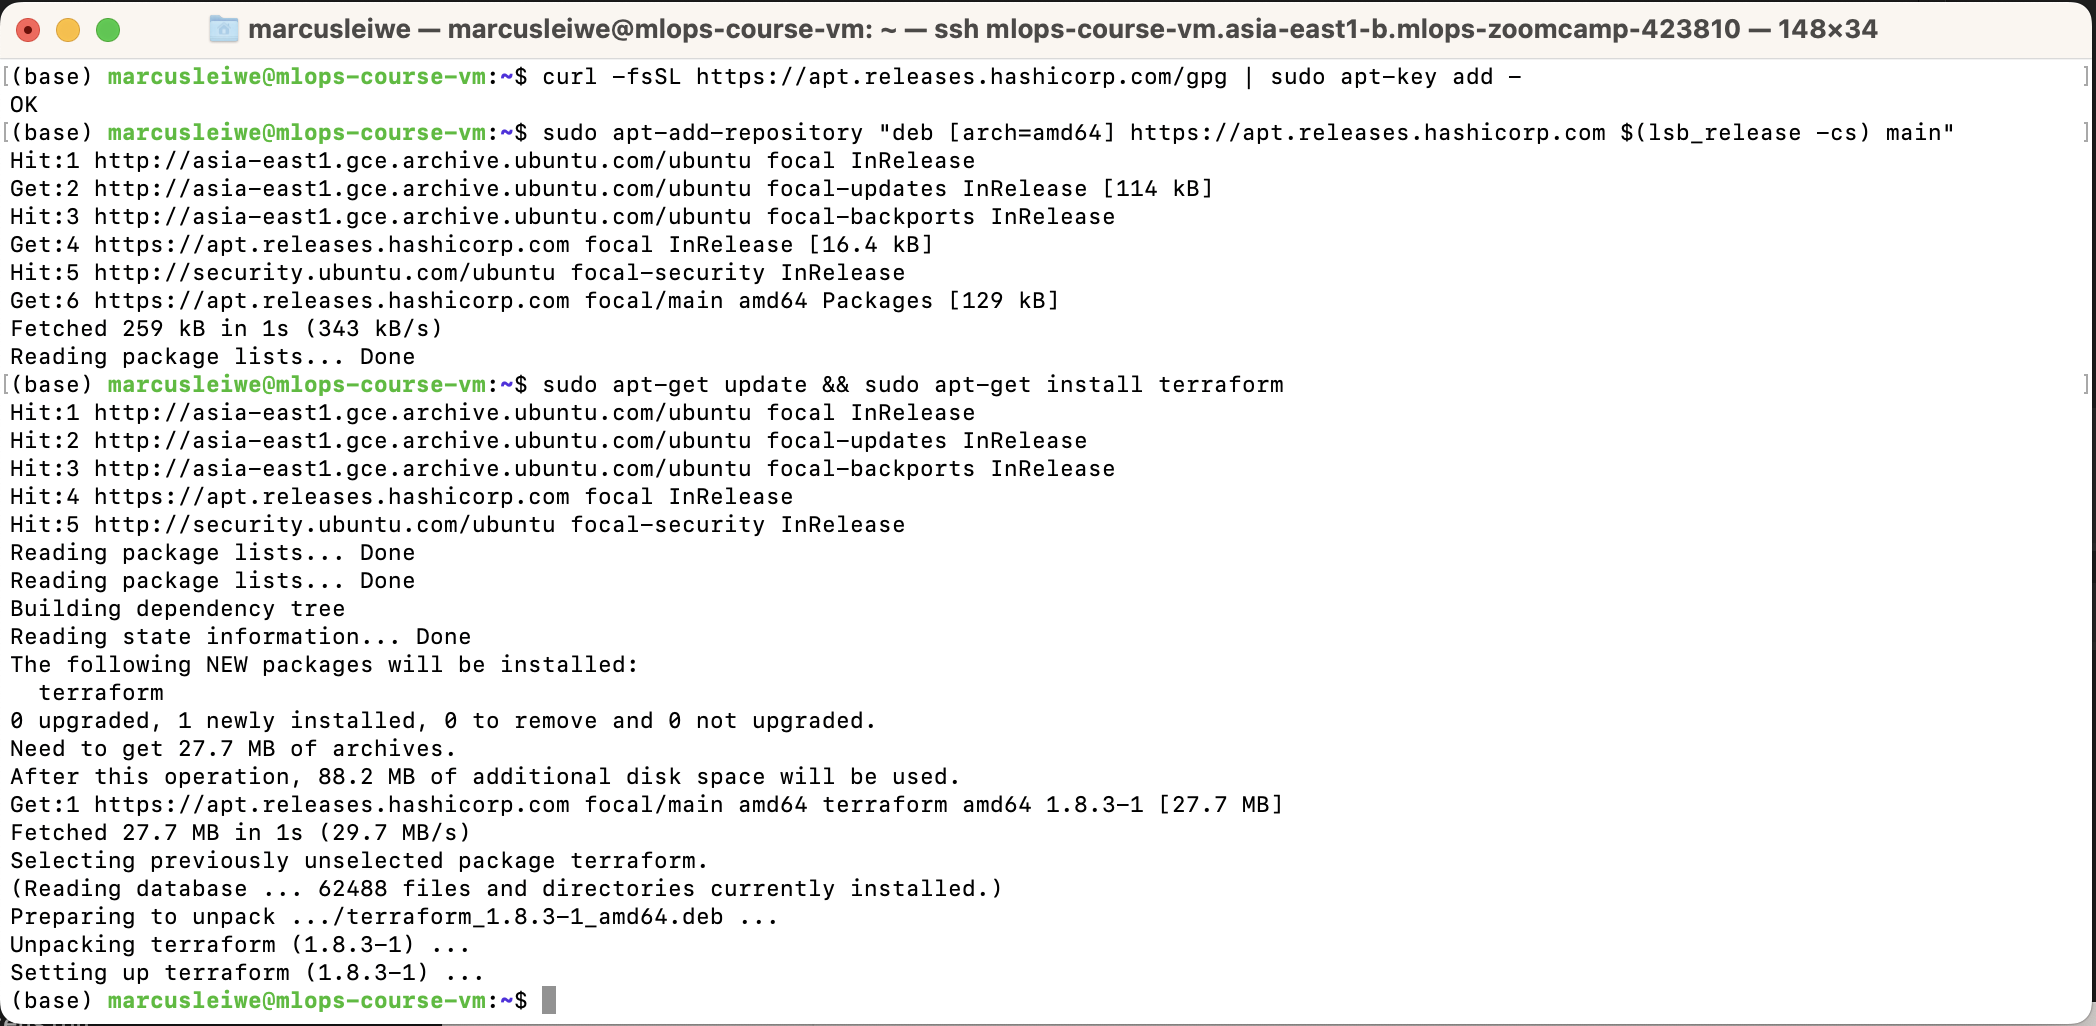 marcusleiwe — marcusleiwe@mlops-course-vm: ~ — ssh mlops-course-vm.asia-east1-b.mlops-zoomcamp-423810 — 148×34
[(base) marcusleiwe@mlops-course-vm:~$ curl -fsSL https://apt.releases.hashicorp.com/gpg | sudo apt-key add - ]
OK
[(base) marcusleiwe@mlops-course-vm:~$ sudo apt-add-repository "deb [arch=amd64] https://apt.releases.hashicorp.com $(lsb_release -cs) main" ]
Hit:1 http://asia-east1.gce.archive.ubuntu.com/ubuntu focal InRelease
Get:2 http://asia-east1.gce.archive.ubuntu.com/ubuntu focal-updates InRelease [114 kB]
Hit:3 http://asia-east1.gce.archive.ubuntu.com/ubuntu focal-backports InRelease
Get:4 https://apt.releases.hashicorp.com focal InRelease [16.4 kB]
Hit:5 http://security.ubuntu.com/ubuntu focal-security InRelease
Get:6 https://apt.releases.hashicorp.com focal/main amd64 Packages [129 kB]
Fetched 259 kB in 1s (343 kB/s)
Reading package lists... Done
[(base) marcusleiwe@mlops-course-vm:~$ sudo apt-get update && sudo apt-get install terraform ]
Hit:1 http://asia-east1.gce.archive.ubuntu.com/ubuntu focal InRelease
Hit:2 http://asia-east1.gce.archive.ubuntu.com/ubuntu focal-updates InRelease
Hit:3 http://asia-east1.gce.archive.ubuntu.com/ubuntu focal-backports InRelease
Hit:4 https://apt.releases.hashicorp.com focal InRelease
Hit:5 http://security.ubuntu.com/ubuntu focal-security InRelease
Reading package lists... Done
Reading package lists... Done
Building dependency tree
Reading state information... Done
The following NEW packages will be installed:
  terraform
0 upgraded, 1 newly installed, 0 to remove and 0 not upgraded.
Need to get 27.7 MB of archives.
After this operation, 88.2 MB of additional disk space will be used.
Get:1 https://apt.releases.hashicorp.com focal/main amd64 terraform amd64 1.8.3-1 [27.7 MB]
Fetched 27.7 MB in 1s (29.7 MB/s)
Selecting previously unselected package terraform.
(Reading database ... 62488 files and directories currently installed.)
Preparing to unpack .../terraform_1.8.3-1_amd64.deb ...
Unpacking terraform (1.8.3-1) ...
Setting up terraform (1.8.3-1) ...
(base) marcusleiwe@mlops-course-vm:~$